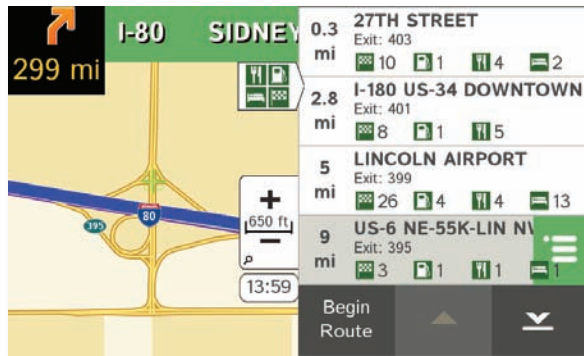 299 mi
I-80 SIDNEY
395
80
+
650 ft
−
13:59
0.3 mi
27TH STREET
Exit: 403
10 1 4 2
2.8 mi
I-180 US-34 DOWNTOWN
Exit: 401
8 1 5
5 mi
LINCOLN AIRPORT
Exit: 399
26 4 4 13
9 mi
US-6 NE-55K-LIN
Exit: 395
3 1 1 1
Begin
Route